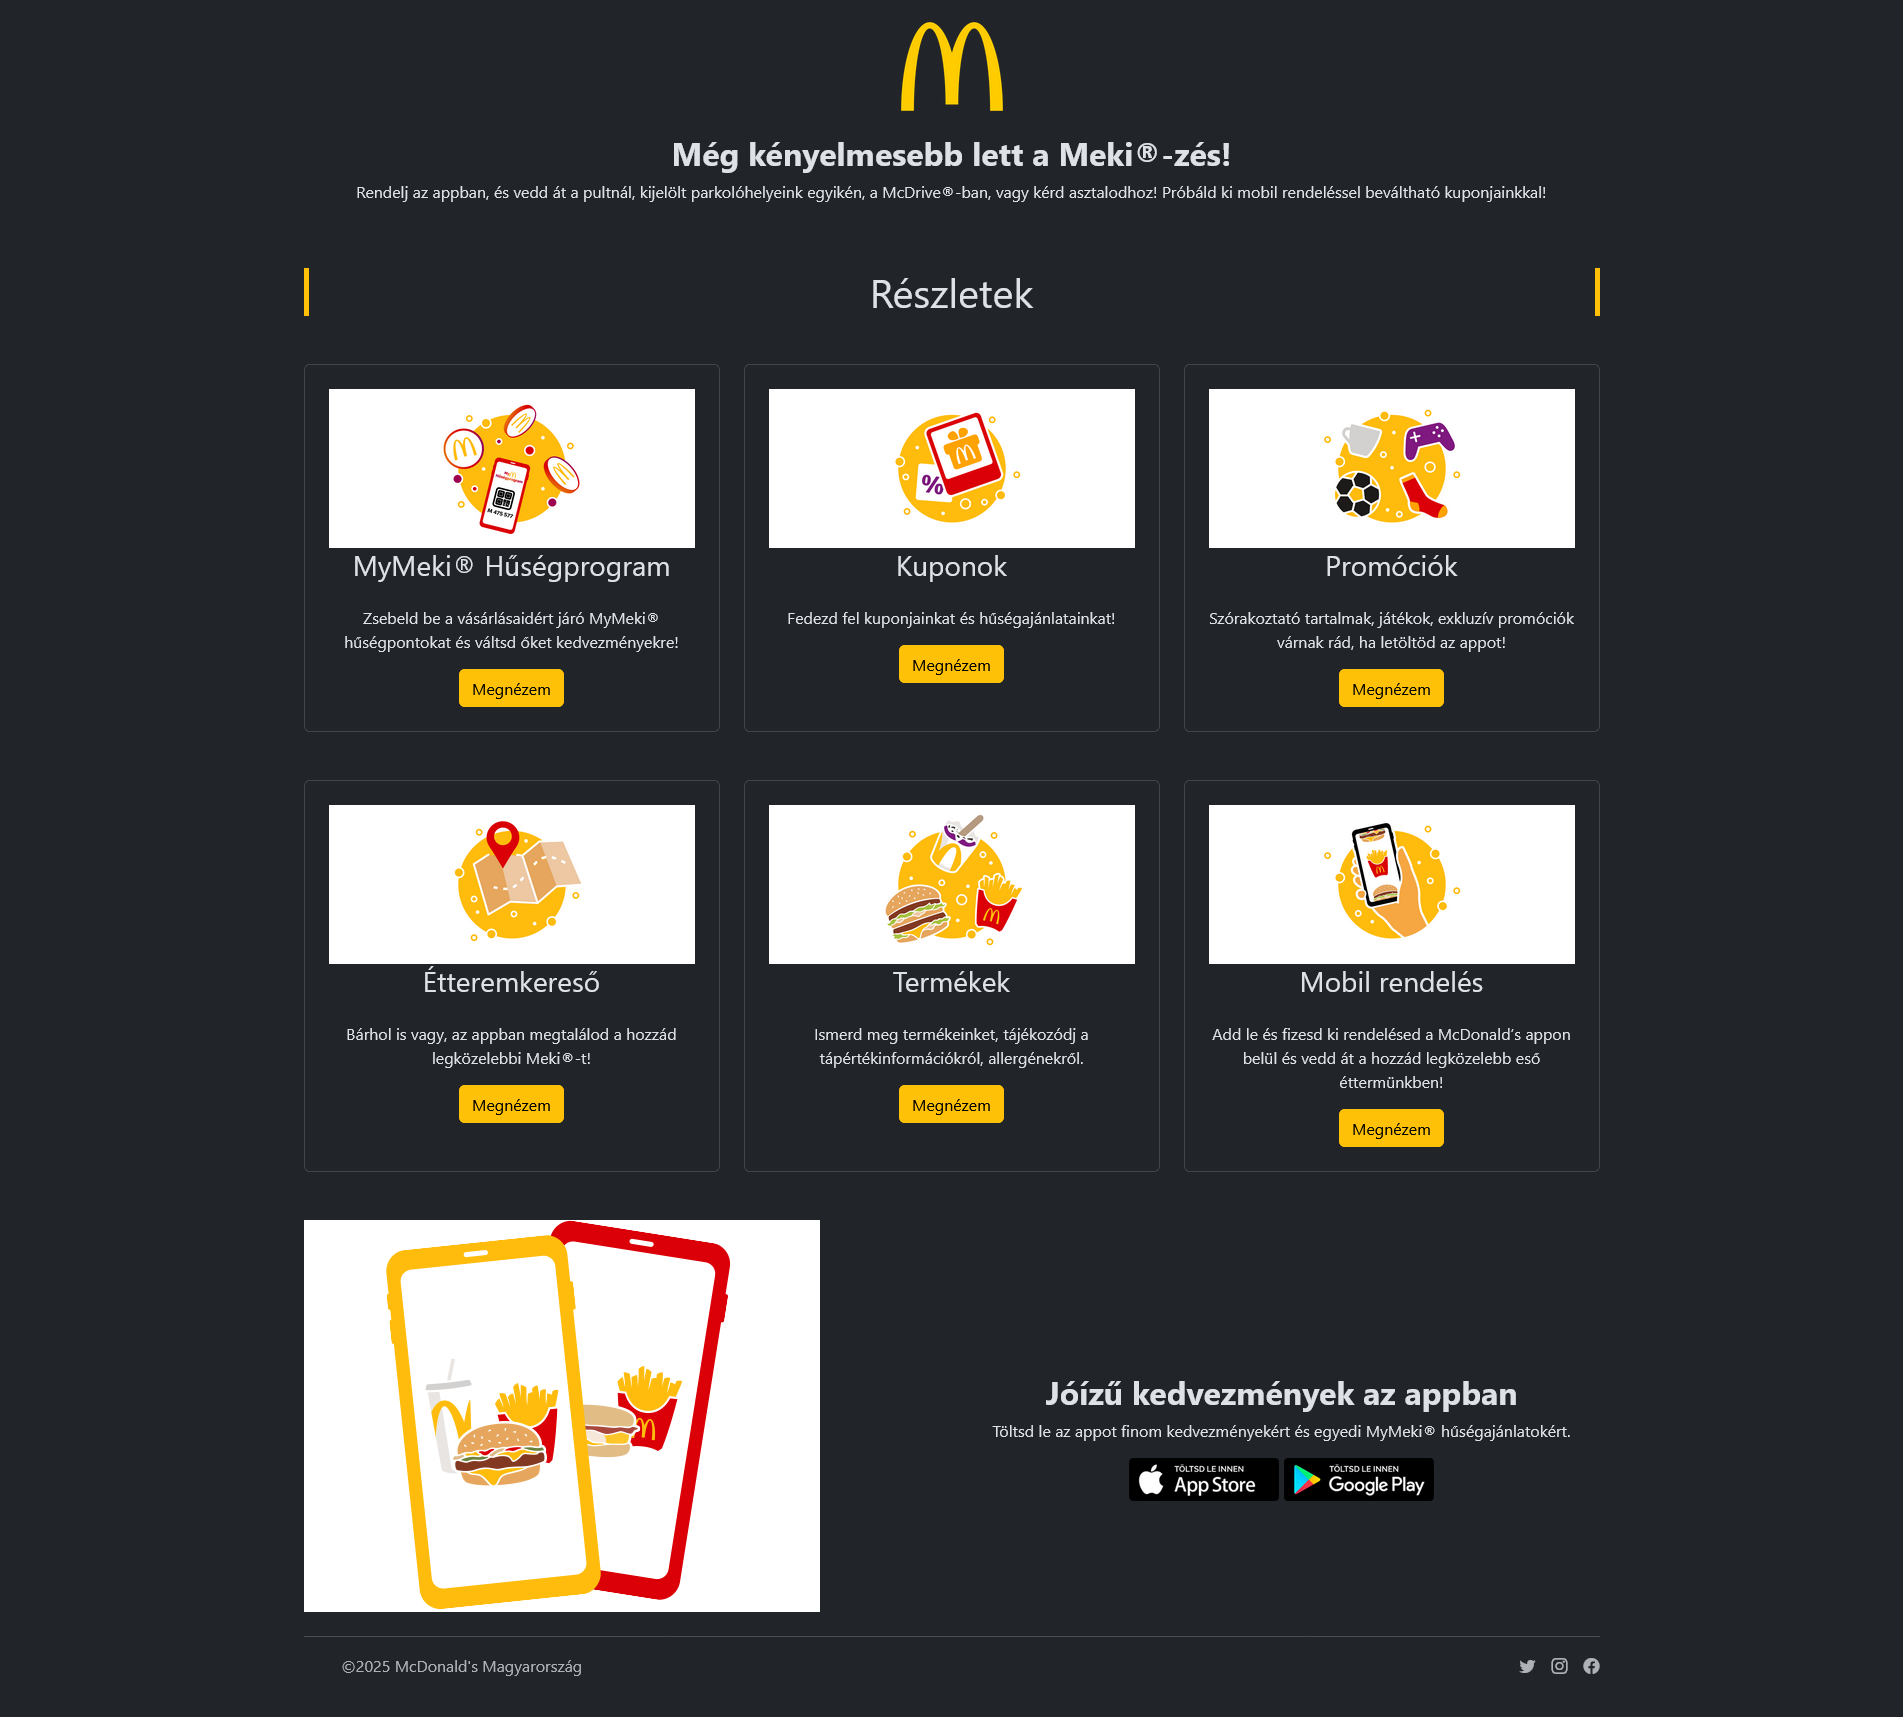 Még kényelmesebb lett a Meki®-zés!
Rendelj az appban, és vedd át a pultnál, kijelölt parkolóhelyeink egyikén, a McDrive®-ban, vagy kérd asztalodhoz! Próbáld ki mobil rendeléssel beváltható kuponjainkkal!
Részletek
%
M 475 577
MyMeki® Hűségprogram
Zsebeld be a vásárlásaidért járó MyMeki®
hűségpontokat és váltsd őket kedvezményekre!
Megnézem
Kuponok
Fedezd fel kuponjainkat és hűségajánlatainkat!
Megnézem
Promóciók
Szórakoztató tartalmak, játékok, exkluzív promóciók
várnak rád, ha letöltöd az appot!
Megnézem
Étteremkereső
Bárhol is vagy, az appban megtalálod a hozzád
legközelebbi Meki®-t!
Megnézem
Termékek
Ismerd meg termékeinket, tájékozódj a
tápértékinformációkról, allergénekről.
Megnézem
Mobil rendelés
Add le és fizesd ki rendelésed a McDonald’s appon
belül és vedd át a hozzád legközelebb eső
éttermünkben!
Megnézem
Jóízű kedvezmények az appban
Töltsd le az appot finom kedvezményekért és egyedi MyMeki® hűségajánlatokért.
TÖLTSD LE INNEN
App Store
TÖLTSD LE INNEN
Google Play
©2025 McDonald's Magyarország